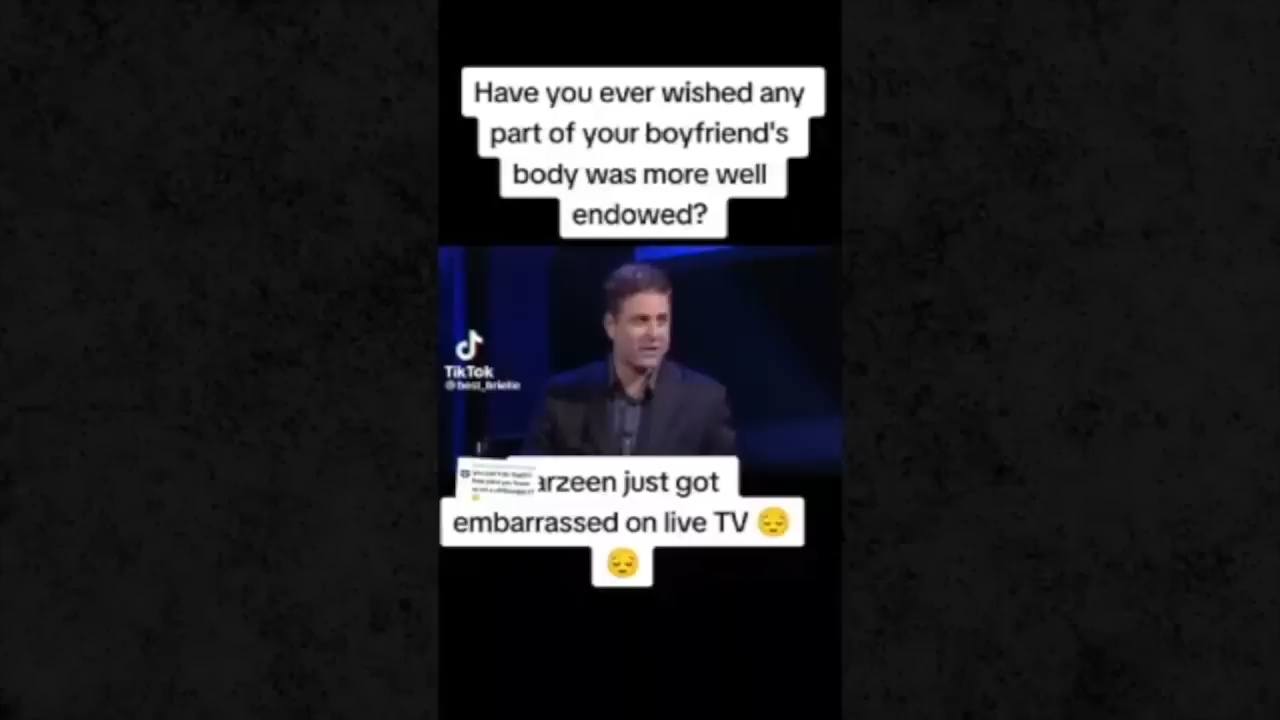 Have you ever wished any
part of your boyfriend's
body was more well
endowed?
TikTok
arzeen just got
embarrassed on live TV 😔
😔